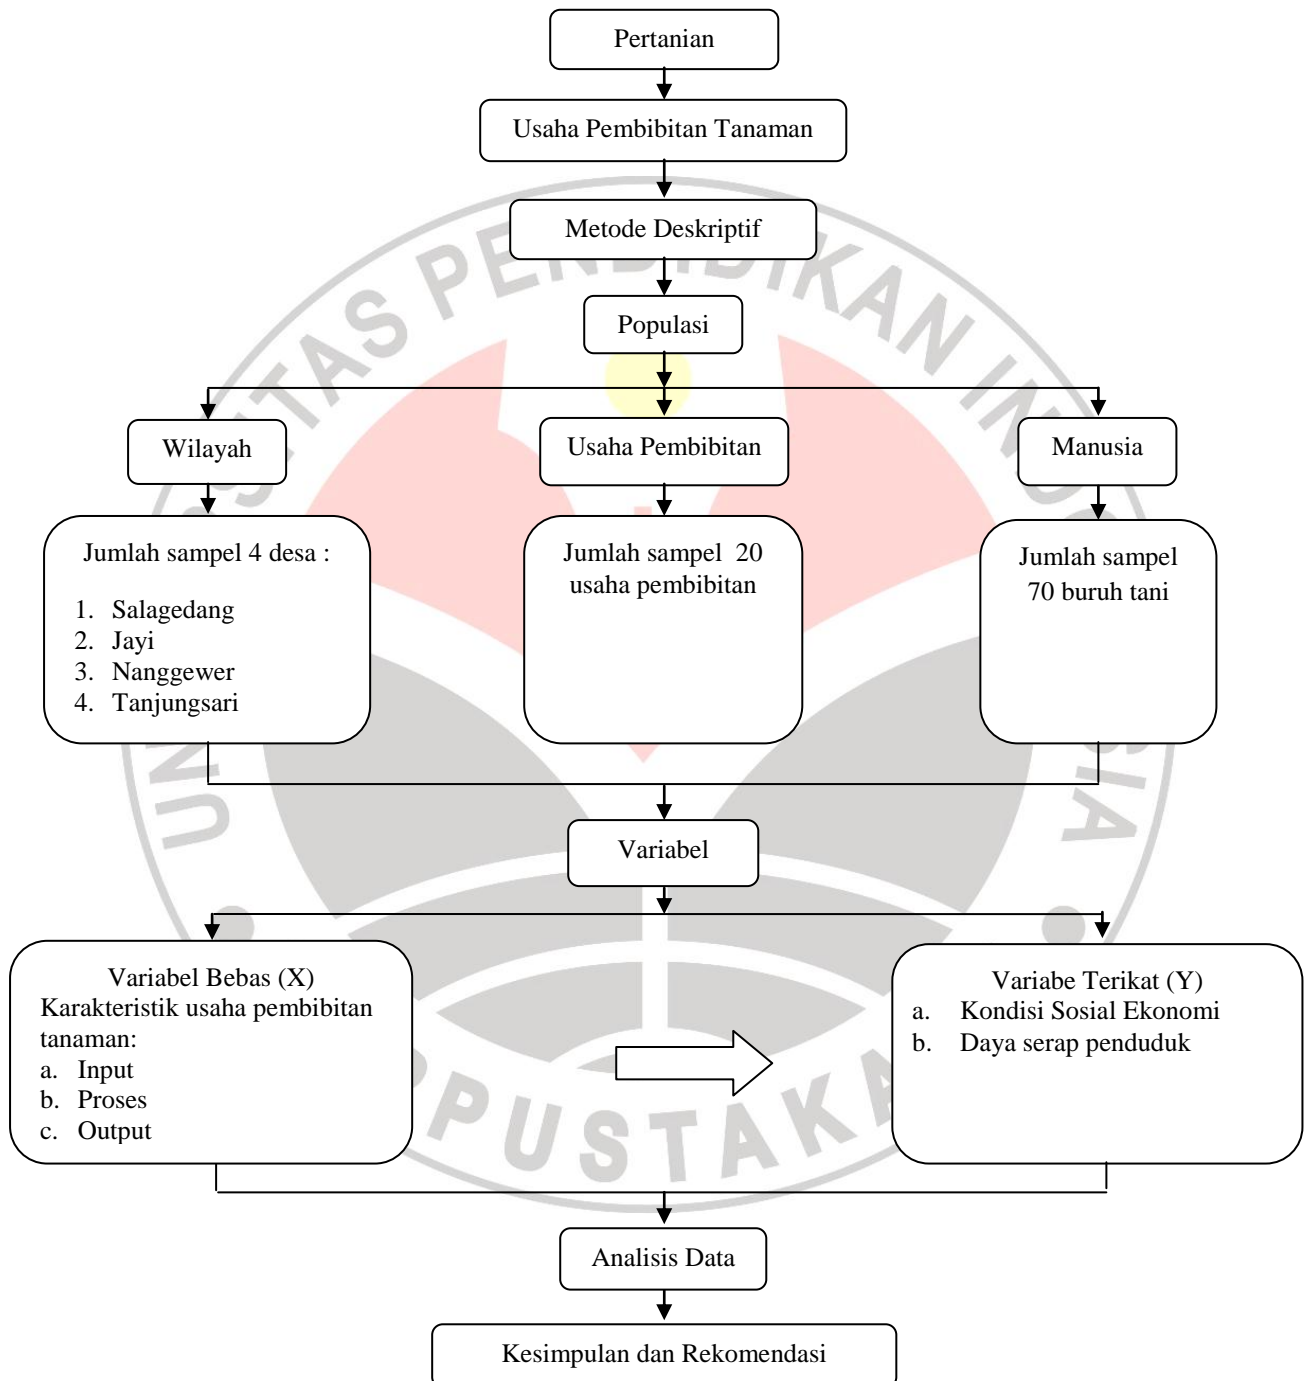 Pertanian
Usaha Pembibitan Tanaman
Metode Deskriptif
Populasi
Wilayah
Usaha Pembibitan
Manusia
Jumlah sampel 4 desa :
1. Salagedang
2. Jayi
3. Nanggewer
4. Tanjungsari
Jumlah sampel 20
usaha pembibitan
Jumlah sampel
70 buruh tani
Variabel
Variabel Bebas (X)
Karakteristik usaha pembibitan
tanaman:
a. Input
b. Proses
c. Output
Variabe Terikat (Y)
a. Kondisi Sosial Ekonomi
b. Daya serap penduduk
Analisis Data
Kesimpulan dan Rekomendasi